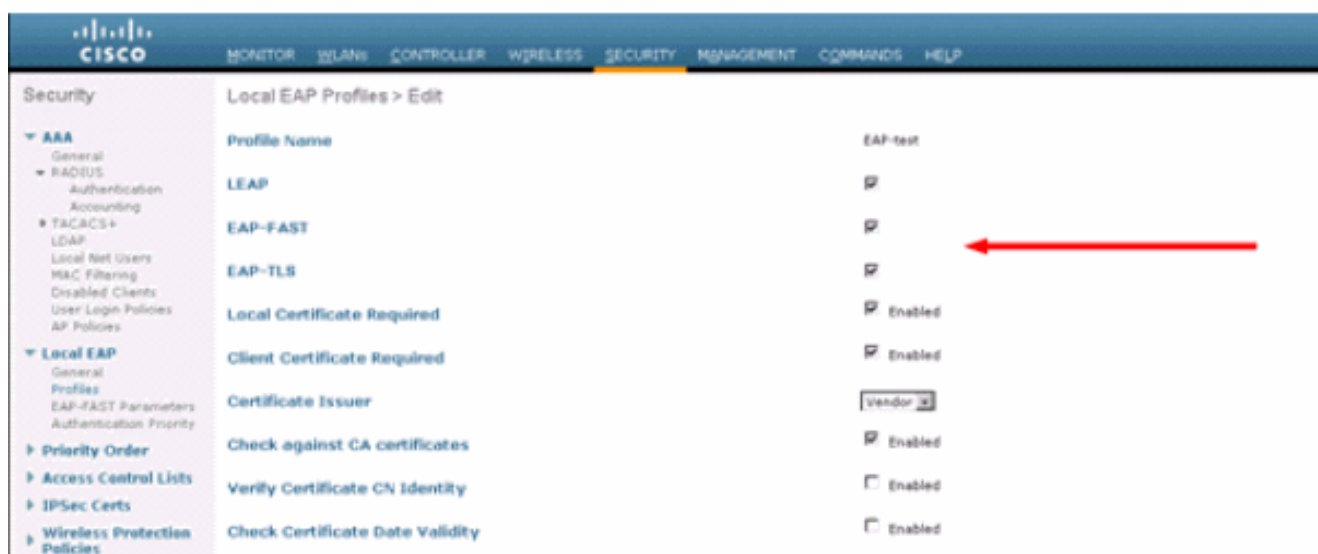 CISCO
MONITOR WLANs CONTROLLER WIRELESS SECURITY MANAGEMENT COMMANDS HELP
Security
AAA
General
RADIUS
Authentication
Accounting
TACACS+
LDAP
Local Net Users
MAC Filtering
Disabled Clients
User Login Policies
AP Policies
Local EAP
General
Profiles
EAP-FAST Parameters
Authentication Priority
Priority Order
Access Control Lists
IPSec Certs
Wireless Protection
Policies
Local EAP Profiles > Edit
Profile Name EAP-test
LEAP
EAP-FAST
EAP-TLS
Local Certificate Required Enabled
Client Certificate Required Enabled
Certificate Issuer Vendor
Check against CA certificates Enabled
Verify Certificate CN Identity Enabled
Check Certificate Date Validity Enabled